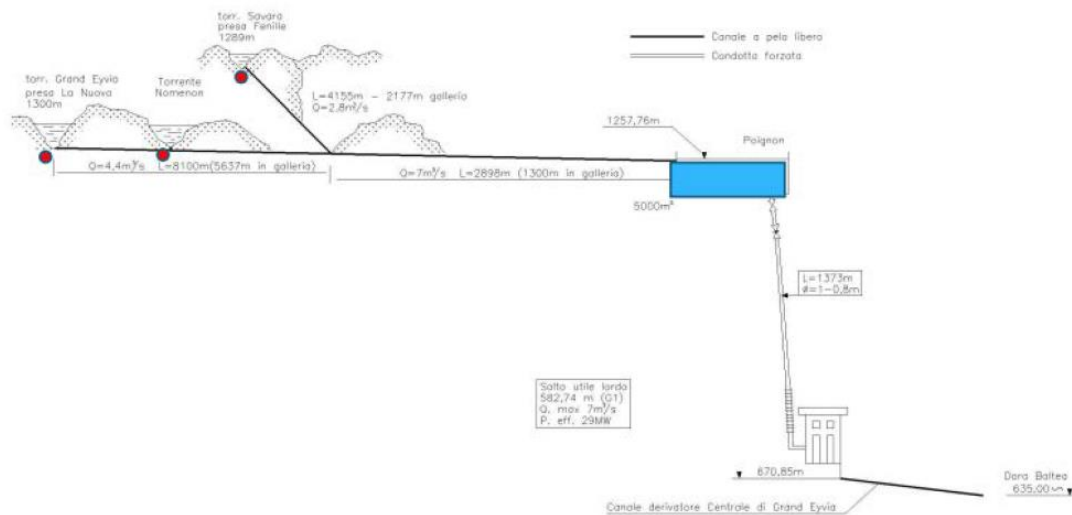 torr. Savara
presa Fenille
1289m
Canale a pelo libero
Condotta forzata
torr. Grand Eyvia
presa La Nuova
1300m
Torrente
Nomenon
L=4155m - 2177m galleria
Q=2,8m³/s
1257,76m
Poignon
Q=4,4m³/s L=8100m(5637m in galleria)
Q=7m³/s L=2898m (1300m in galleria)
5000m³
L=1373m
ø=1-0,8m
Salto utile lordo
582,74 m (G1)
Q. max 7m³/s
P. eff. 29MW
670,85m
Dora Baltea
635,00 ~
Canale derivatore Centrale di Grand Eyvia